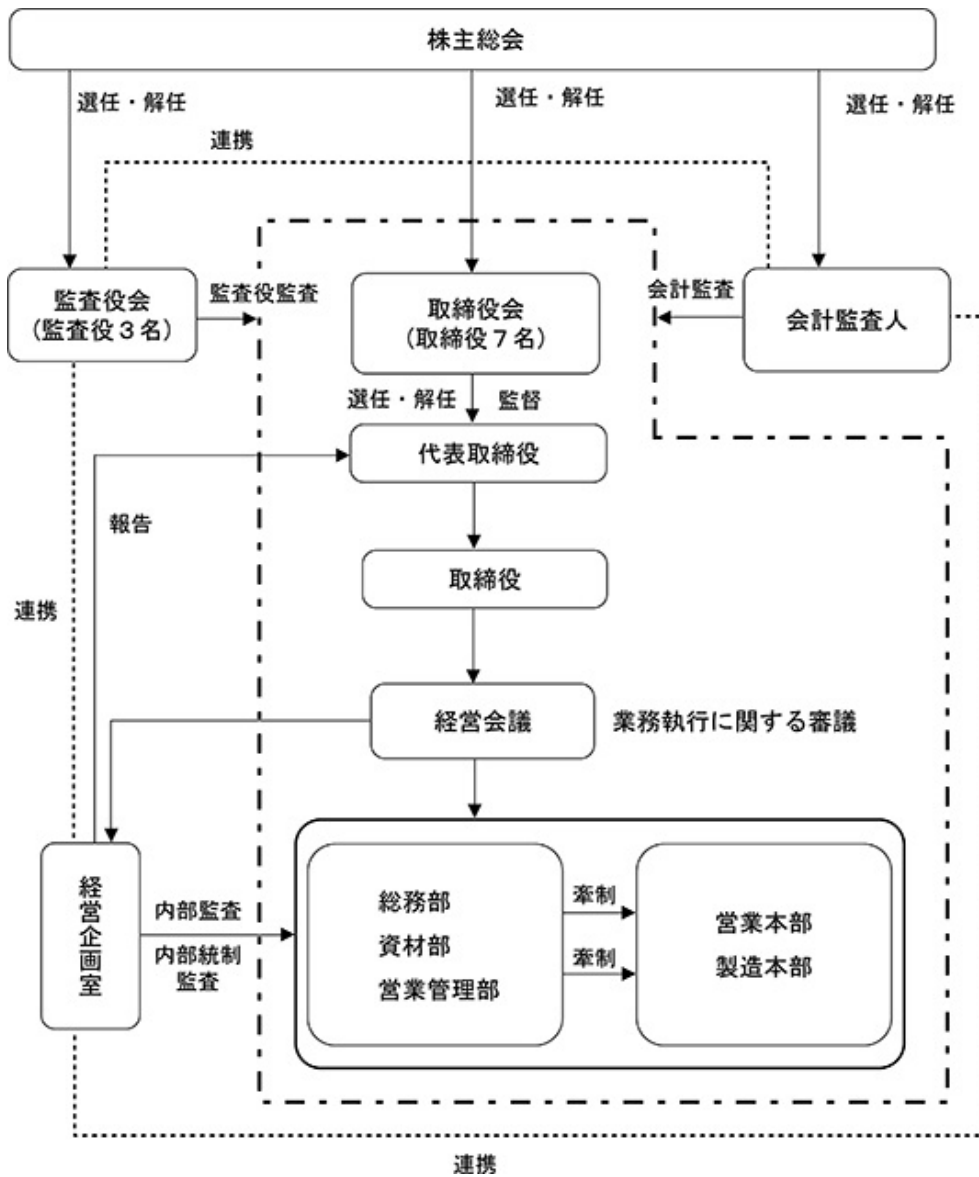 株主総会
選任・解任
選任・解任
選任・解任
連携
監査役会
(監査役3名)
監査役監査
取締役会
(取締役7名)
会計監査
会計監査人
選任・解任
監督
代表取締役
報告
取締役
連携
経営会議
業務執行に関する審議
経営企画室
内部監査
内部統制
監査
総務部
資材部
営業管理部
牽制
牽制
営業本部
製造本部
連携